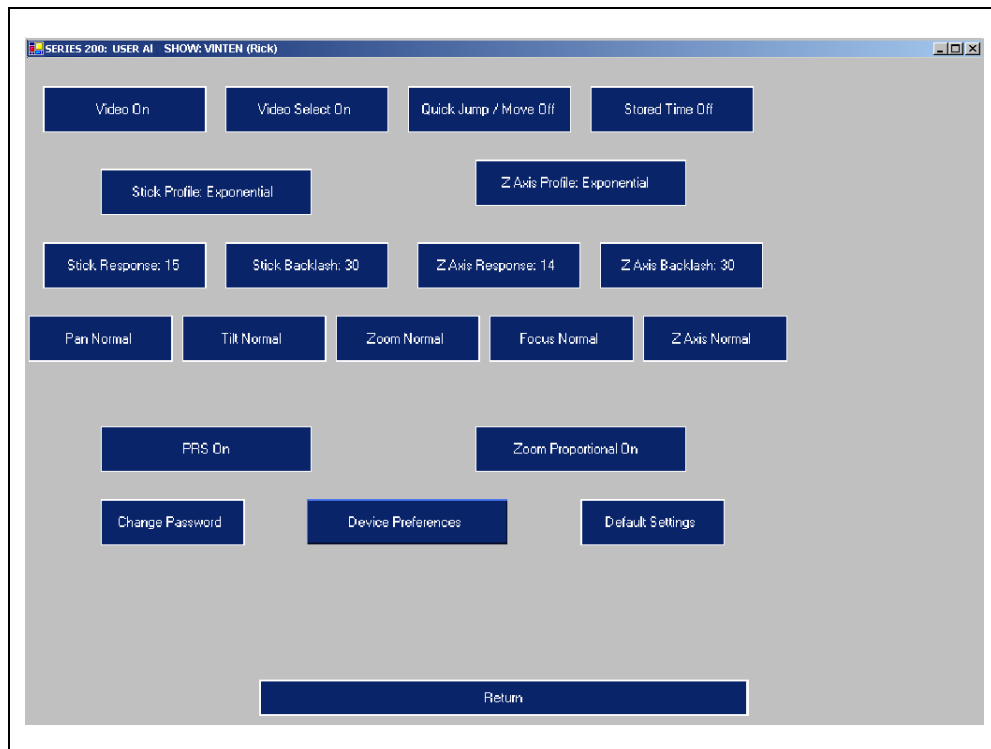 SERIES 200: USER AI SHOW: VINTEN (Rick)
Video On Video Select On Quick Jump / Move Off Stored Time Off
Stick Profile: Exponential Z Axis Profile: Exponential
Stick Response: 15 Stick Backlash: 30 Z Axis Response: 14 Z Axis Backlash: 30
Pan Normal Tilt Normal Zoom Normal Focus Normal Z Axis Normal
PRS On Zoom Proportional On
Change Password Device Preferences Default Settings
Return